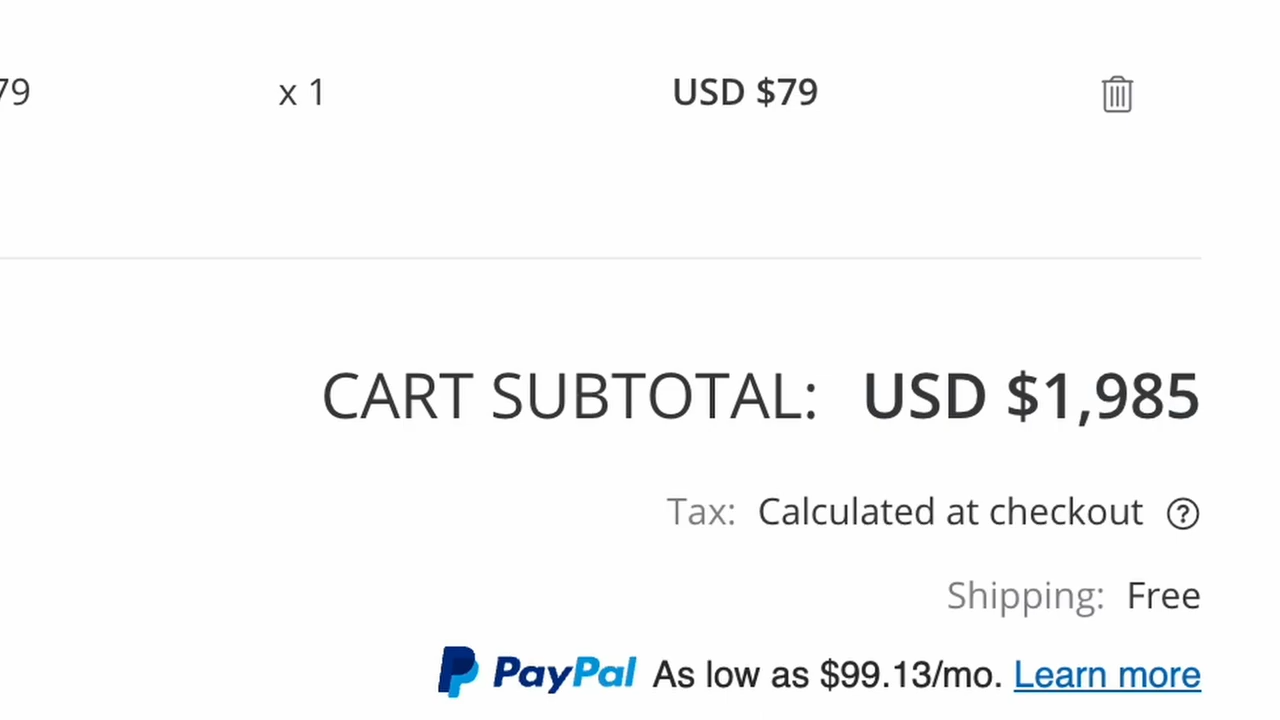 79 x 1 USD $79
CART SUBTOTAL: USD $1,985
Tax: Calculated at checkout ?
Shipping: Free
PayPal As low as $99.13/mo. Learn more